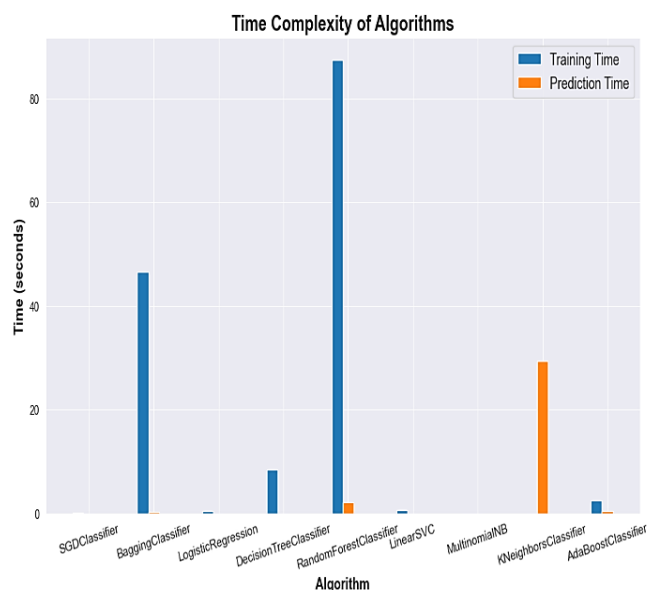 Time Complexity of Algorithms
Training Time
Prediction Time
80
60
40
20
0
Time (seconds)
SGDClassifier
BaggingClassifier
LogisticRegression
DecisionTreeClassifier
RandomForestClassifier
LinearSVC
MultinomialNB
KNeighborsClassifier
AdaBoostClassifier
Algorithm